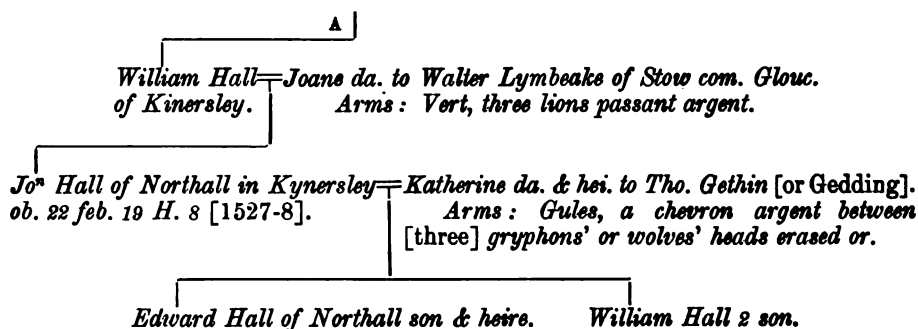 A
William Hall=Joane da. to Walter Lymbeake of Stow com. Glouc.
of Kinersley. Arms: Vert, three lions passant argent.
Joⁿ Hall of Northall in Kynersley=Katherine da. & hei. to Tho. Gethin [or Gedding].
ob. 22 feb. 19 H. 8 [1527-8]. Arms: Gules, a chevron argent between
[three] gryphons' or wolves' heads erased or.
Edward Hall of Northall son & heire. William Hall 2 son.